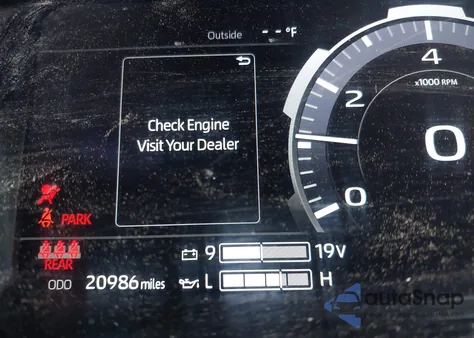 Outside -- °F
4
x1000 RPM
2
Check Engine
Visit Your Dealer
0
0
PARK
9 19V
REAR
ODO 20986 miles L H
autoSnap